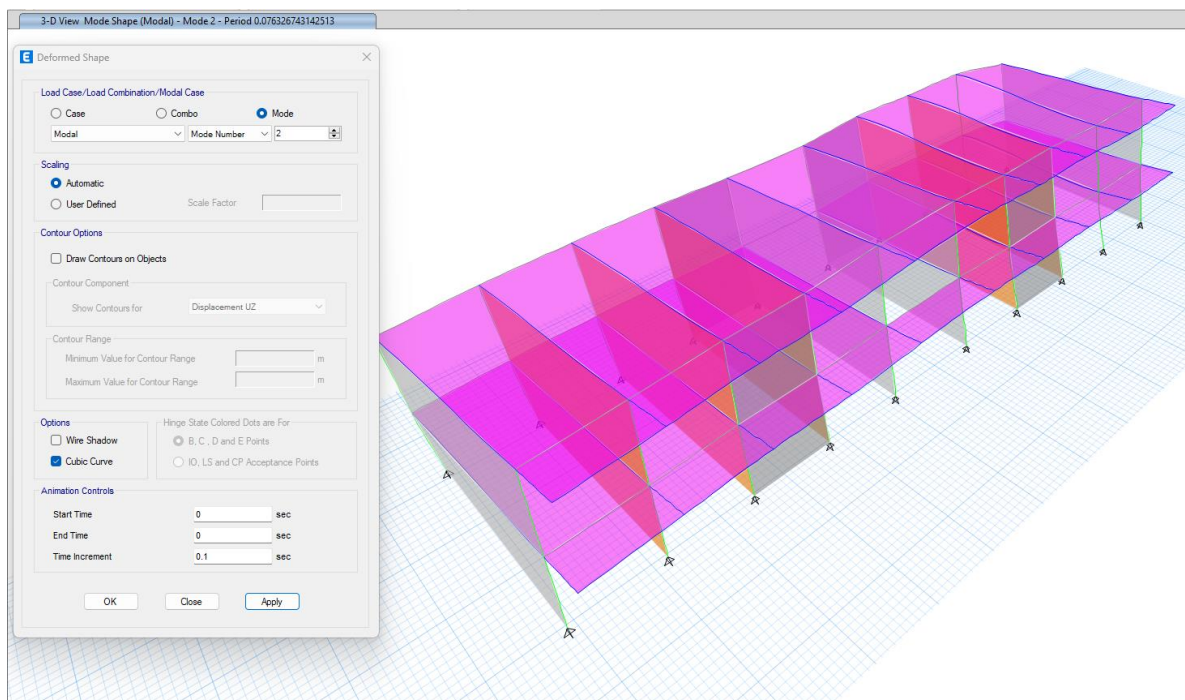 3-D View Mode Shape (Modal) - Mode 2 - Period 0.076326743142513
E Deformed Shape
Load Case/Load Combination/Modal Case
Case Combo Mode
Modal Mode Number 2
Scaling
Automatic
User Defined Scale Factor
Contour Options
Draw Contours on Objects
Contour Component
Show Contours for Displacement UZ
Contour Range
Minimum Value for Contour Range m
Maximum Value for Contour Range m
Options Hinge State Colored Dots are For
Wire Shadow B, C , D and E Points
Cubic Curve IO, LS and CP Acceptance Points
Animation Controls
Start Time 0 sec
End Time 0 sec
Time Increment 0.1 sec
OK Close Apply